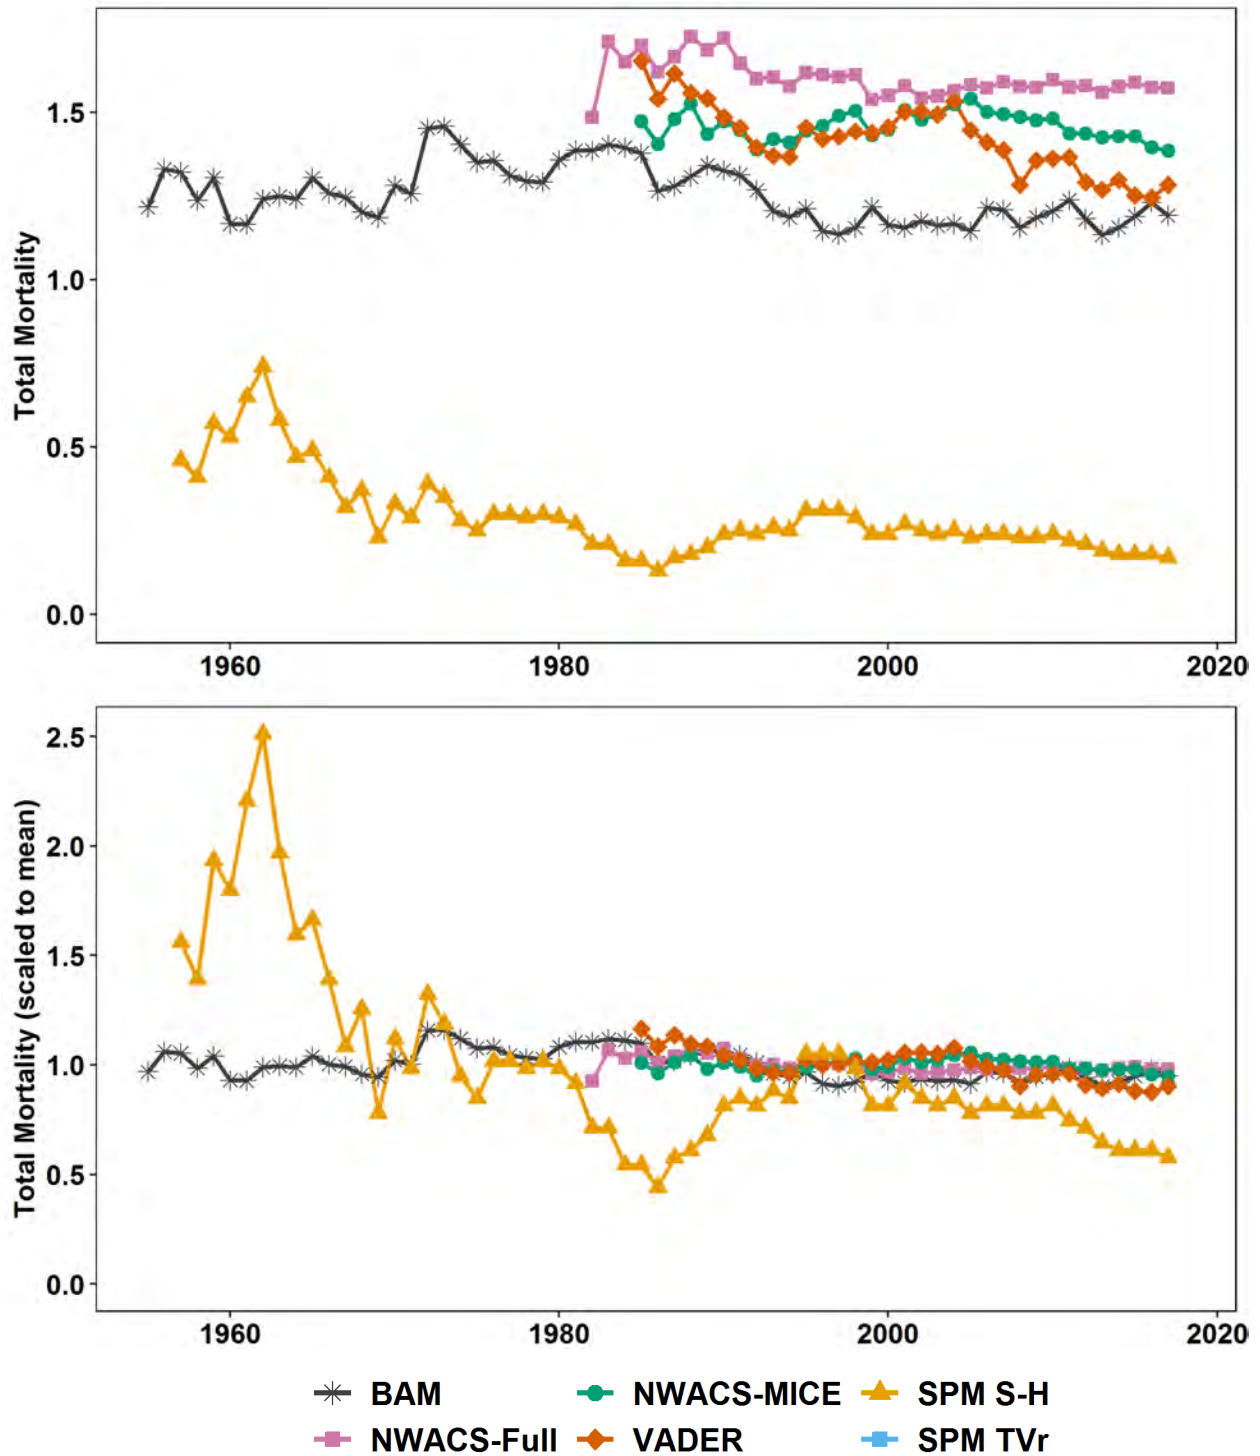 Total Mortality
1.5
1.0
0.5
0.0
1960 1980 2000 2020
Total Mortality (scaled to mean)
2.5
2.0
1.5
1.0
0.5
0.0
1960 1980 2000 2020
BAM NWACS-MICE SPM S-H
NWACS-Full VADER SPM TVr